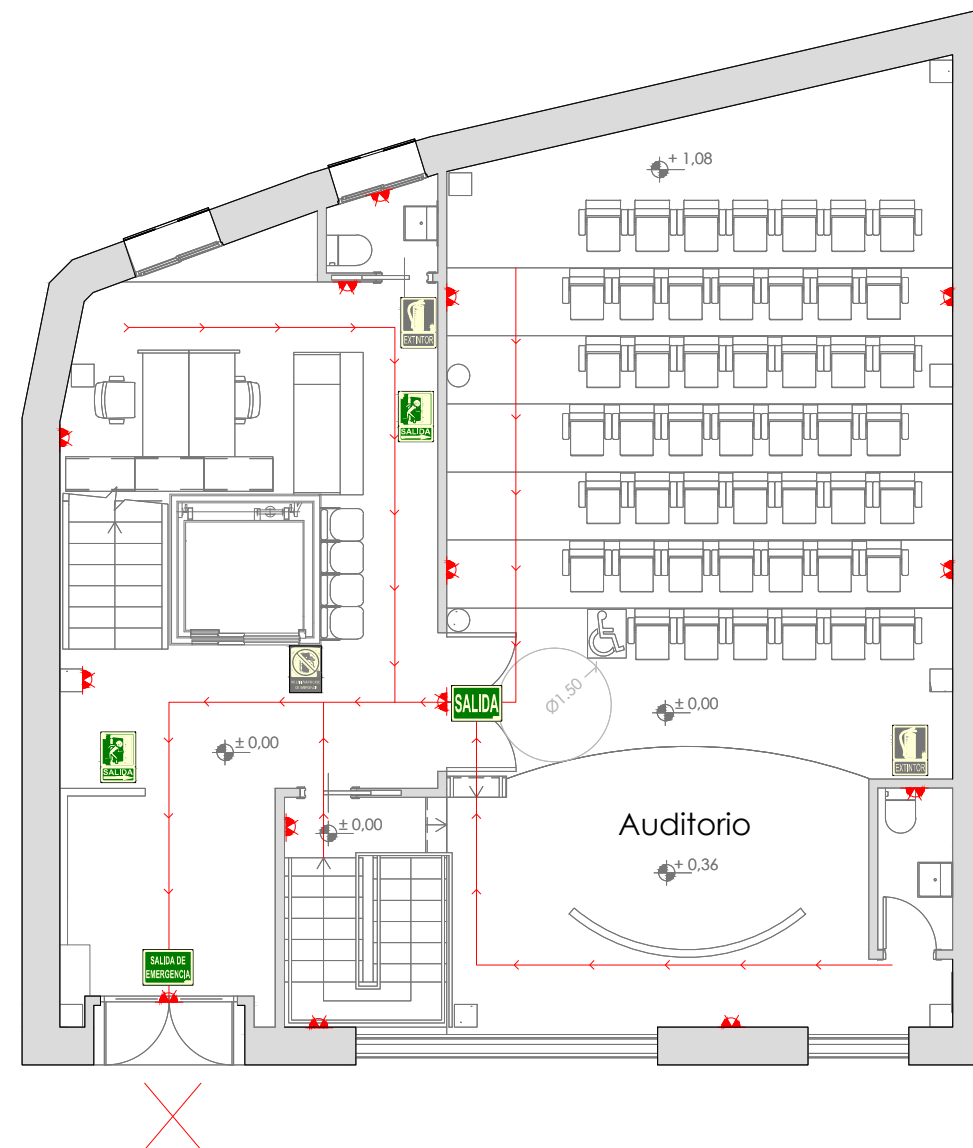 + 1,08
EXTINTOR
SALIDA
Ø1.50
SALIDA
± 0,00
± 0,00
SALIDA
EXTINTOR
± 0,00
Auditorio
+ 0,36
SALIDA DE
EMERGENCIA